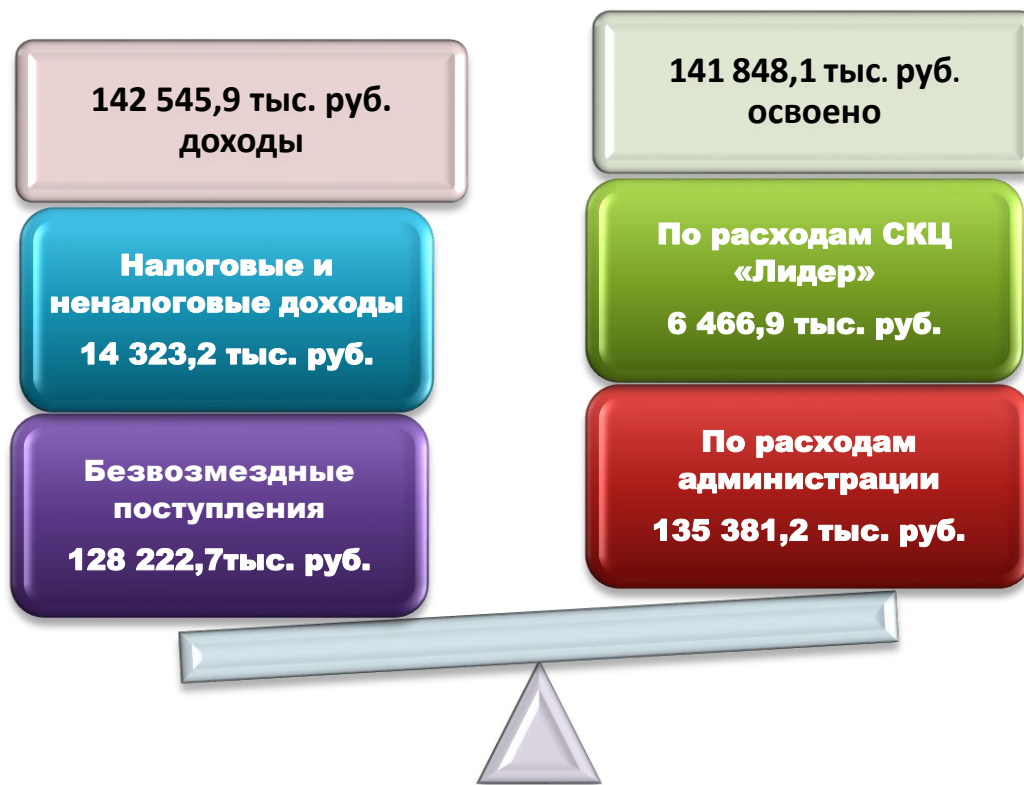 142 545,9 тыс. руб.
доходы
Налоговые и
неналоговые доходы
14 323,2 тыс. руб.
Безвозмездные
поступления
128 222,7тыс. руб.
141 848,1 тыс. руб.
освоено
По расходам СКЦ
«Лидер»
6 466,9 тыс. руб.
По расходам
администрации
135 381,2 тыс. руб.